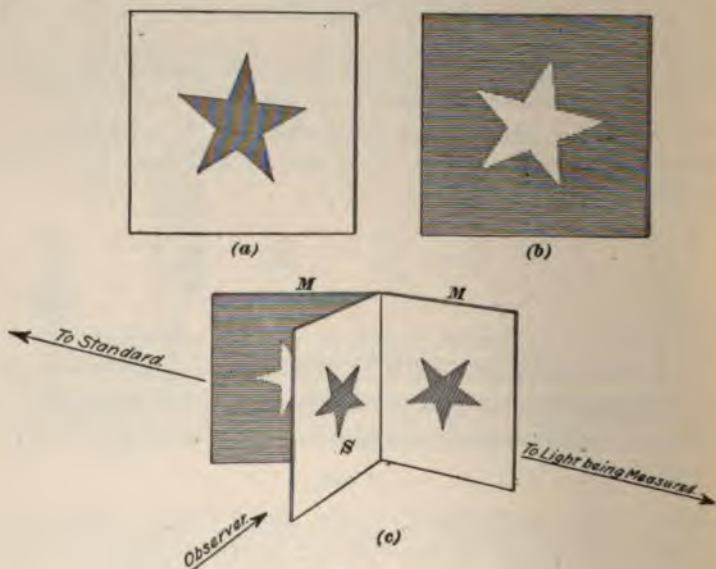 (a)
(b)
M
M
To Standard.
S
To Light being Measured.
Observer.
(c)